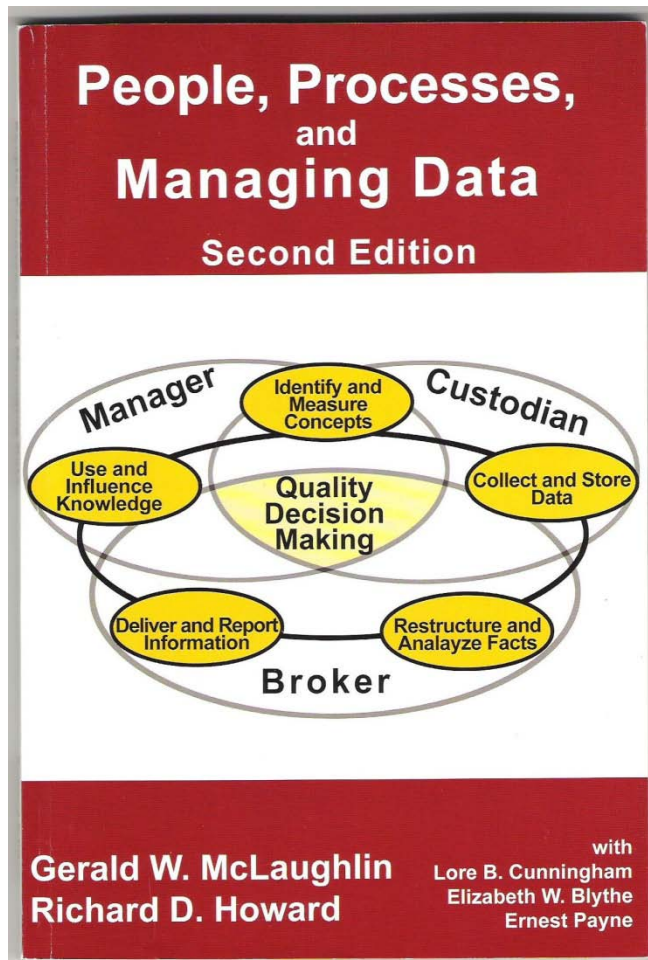 People, Processes,
and
Managing Data
Second Edition
Manager
Custodian
Identify and
Measure
Concepts
Use and
Influence
Knowledge
Quality
Decision
Making
Collect and Store
Data
Deliver and Report
Information
Restructure and
Analayze Facts
Broker
Gerald W. McLaughlin
Richard D. Howard
with
Lore B. Cunningham
Elizabeth W. Blythe
Ernest Payne